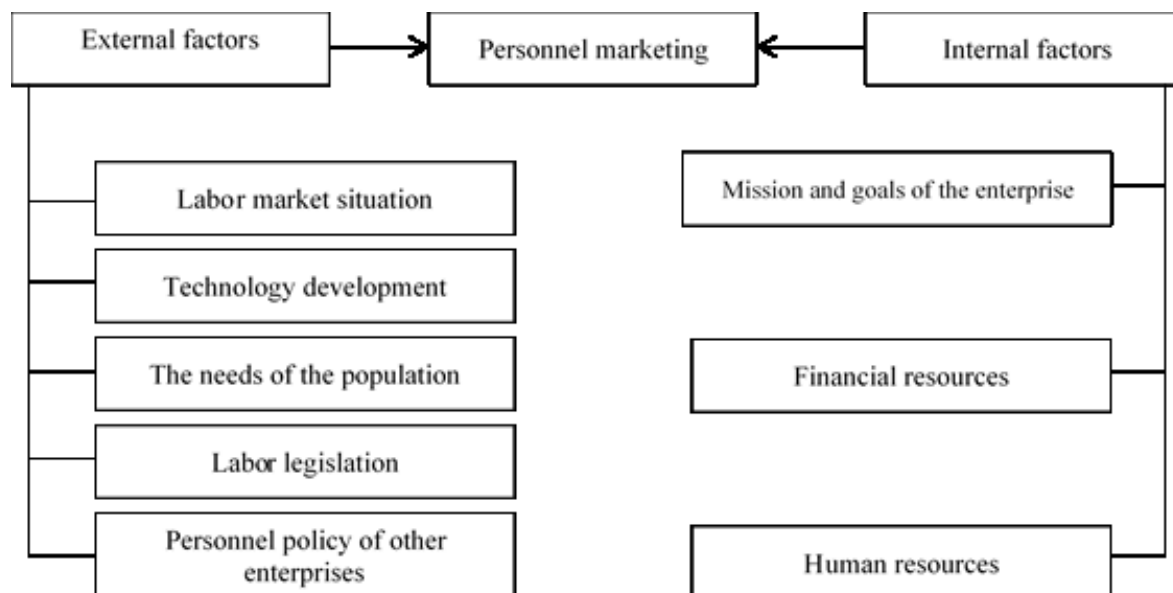 External factors
Personnel marketing
Internal factors
Labor market situation
Technology development
The needs of the population
Labor legislation
Personnel policy of other
enterprises
Mission and goals of the enterprise
Financial resources
Human resources